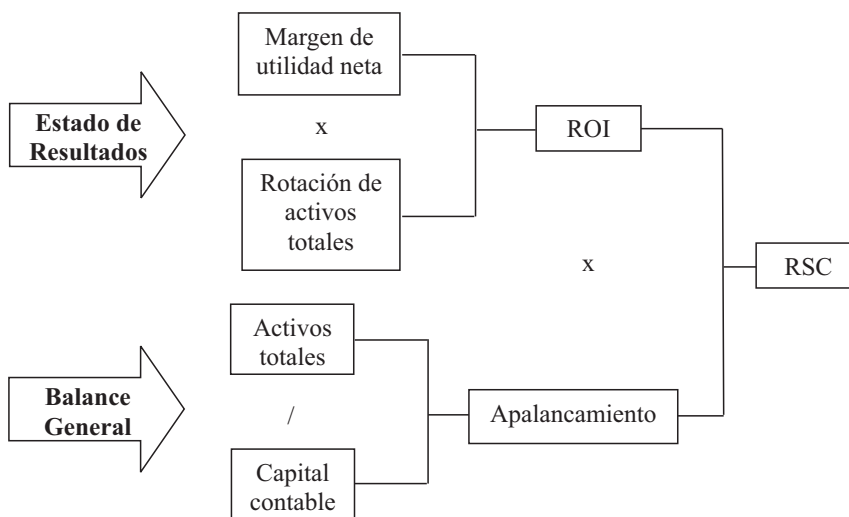 Margen de
utilidad neta
Estado de
Resultados
x
ROI
Rotación de
activos
totales
x
RSC
Activos
totales
Balance
General
/
Apalancamiento
Capital
contable